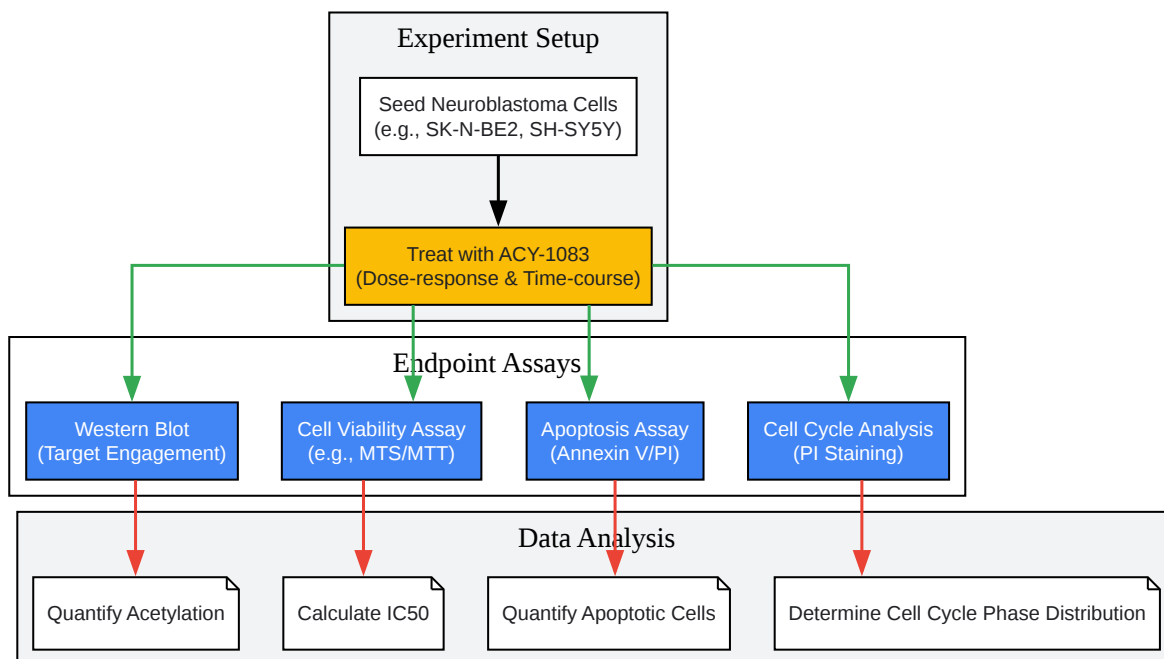 Experiment Setup
Seed Neuroblastoma Cells
(e.g., SK-N-BE2, SH-SY5Y)
Treat with ACY-1083
(Dose-response & Time-course)
Endpoint Assays
Western Blot
(Target Engagement)
Cell Viability Assay
(e.g., MTS/MTT)
Apoptosis Assay
(Annexin V/PI)
Cell Cycle Analysis
(PI Staining)
Data Analysis
Quantify Acetylation
Calculate IC50
Quantify Apoptotic Cells
Determine Cell Cycle Phase Distribution